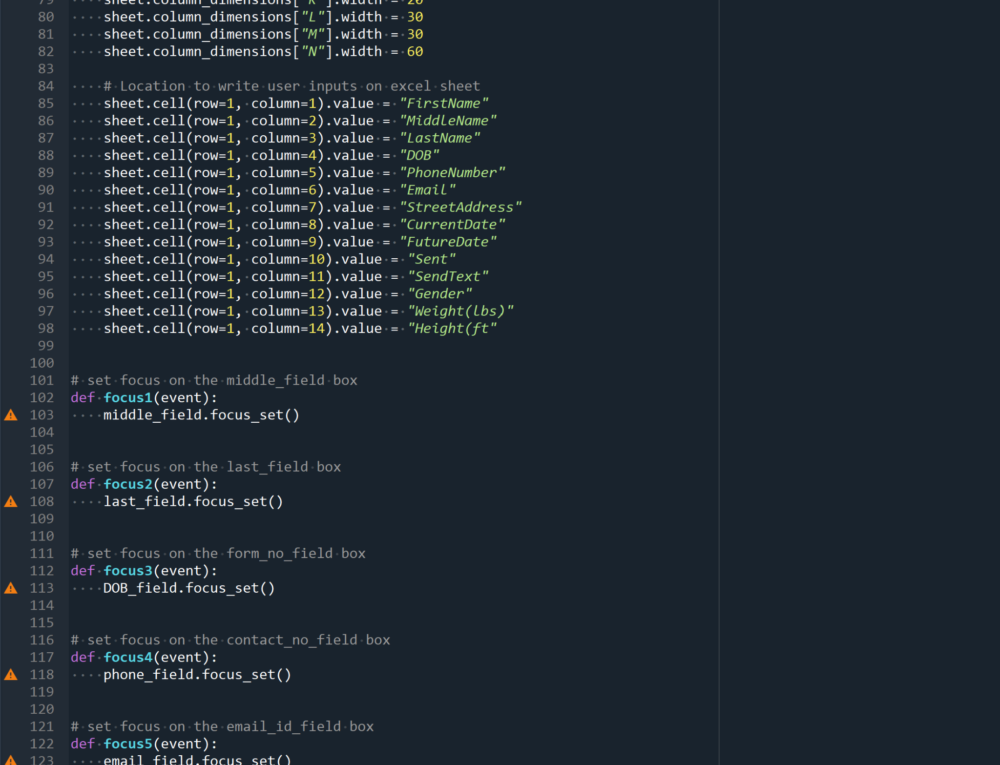 79 sheet.column_dimensions["K"].width = 20
80 sheet.column_dimensions["L"].width = 30
81 sheet.column_dimensions["M"].width = 30
82 sheet.column_dimensions["N"].width = 60
83
84 # Location to write user inputs on excel sheet
85 sheet.cell(row=1, column=1).value = "FirstName"
86 sheet.cell(row=1, column=2).value = "MiddleName"
87 sheet.cell(row=1, column=3).value = "LastName"
88 sheet.cell(row=1, column=4).value = "DOB"
89 sheet.cell(row=1, column=5).value = "PhoneNumber"
90 sheet.cell(row=1, column=6).value = "Email"
91 sheet.cell(row=1, column=7).value = "StreetAddress"
92 sheet.cell(row=1, column=8).value = "CurrentDate"
93 sheet.cell(row=1, column=9).value = "FutureDate"
94 sheet.cell(row=1, column=10).value = "Sent"
95 sheet.cell(row=1, column=11).value = "SendText"
96 sheet.cell(row=1, column=12).value = "Gender"
97 sheet.cell(row=1, column=13).value = "Weight(lbs)"
98 sheet.cell(row=1, column=14).value = "Height(ft"
99
100
101 # set focus on the middle_field box
102 def focus1(event):
103 middle_field.focus_set()
104
105
106 # set focus on the last_field box
107 def focus2(event):
108 last_field.focus_set()
109
110
111 # set focus on the form_no_field box
112 def focus3(event):
113 DOB_field.focus_set()
114
115
116 # set focus on the contact_no_field box
117 def focus4(event):
118 phone_field.focus_set()
119
120
121 # set focus on the email_id_field box
122 def focus5(event):
123 email_field.focus_set()